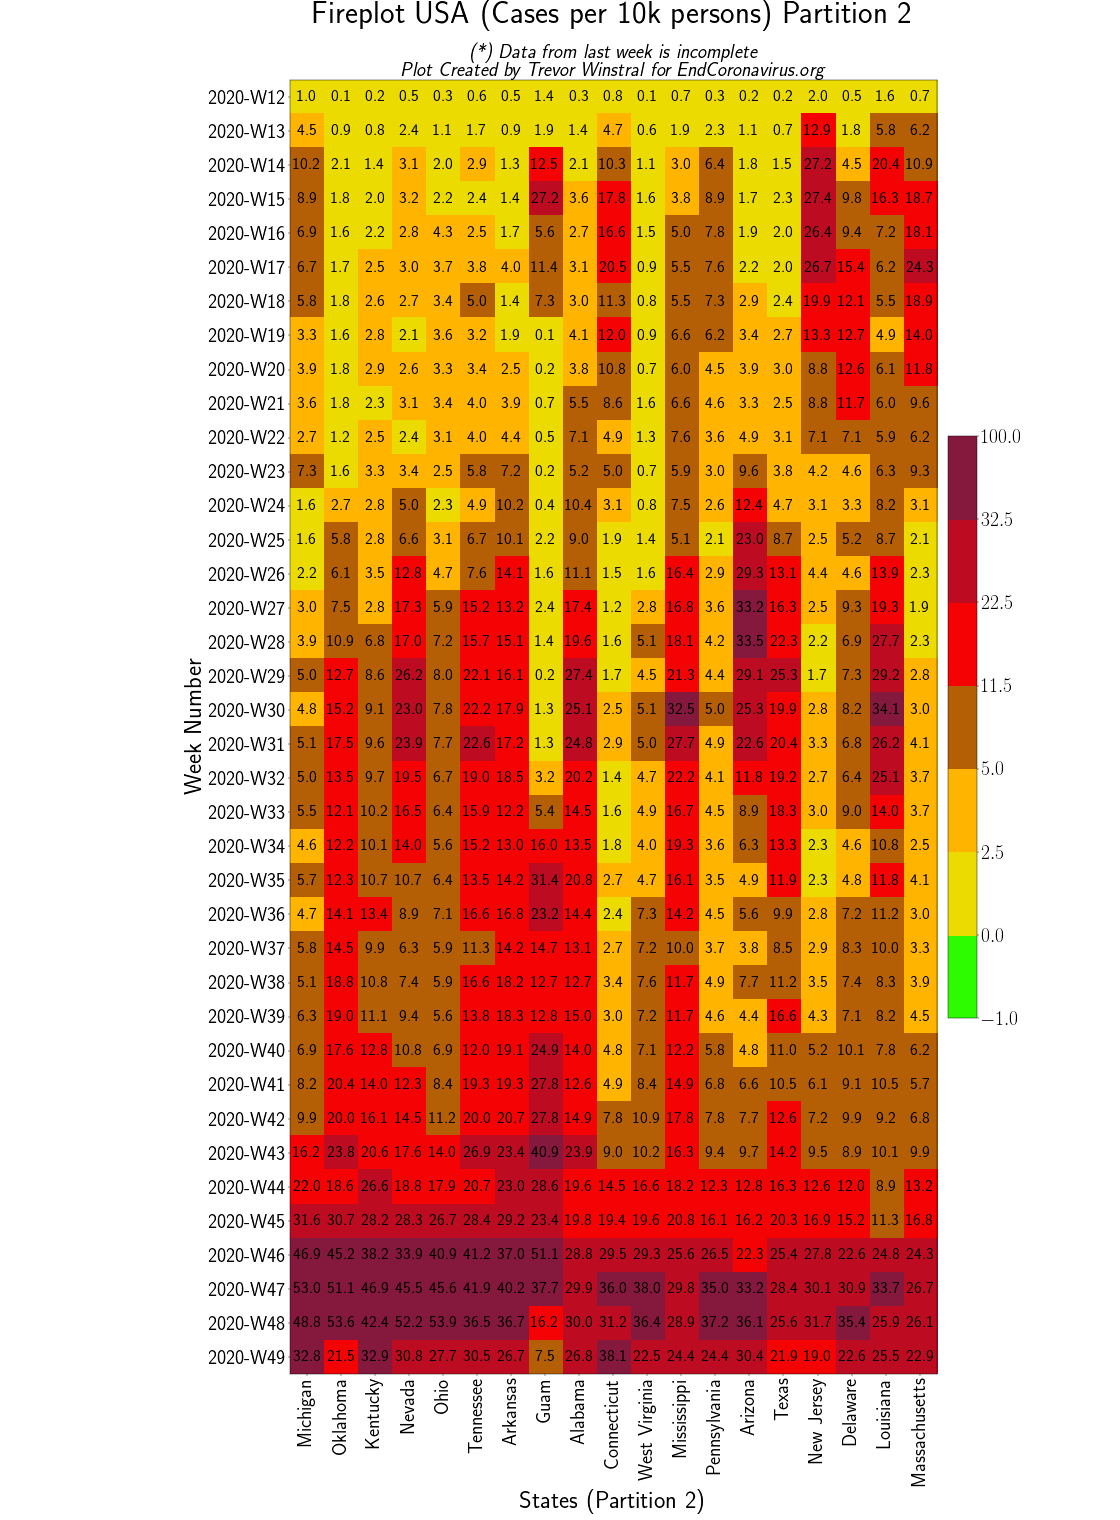 Fireplot USA (Cases per 10k persons) Partition 2
(*) Data from last week is incomplete
Plot Created by Trevor Winstral for EndCoronavirus.org
2020-W12 1.0 0.1 0.2 0.5 0.3 0.6 0.5 1.4 0.3 0.8 0.1 0.7 0.3 0.2 0.2 2.0 0.5 1.6 0.7
2020-W13 4.5 0.9 0.8 2.4 1.1 1.7 0.9 1.9 1.4 4.7 0.6 1.9 2.3 1.1 0.7 12.9 1.8 5.8 6.2
2020-W14 10.2 2.1 1.4 3.1 2.0 2.9 1.3 12.5 2.1 10.3 1.1 3.0 6.4 1.8 1.5 27.2 4.5 20.4 10.9
2020-W15 8.9 1.8 2.0 3.2 2.2 2.4 1.4 27.2 3.6 17.8 1.6 3.8 8.9 1.7 2.3 27.4 9.8 16.3 18.7
2020-W16 6.9 1.6 2.2 2.8 4.3 2.5 1.7 5.6 2.7 16.6 1.5 5.0 7.8 1.9 2.0 26.4 9.4 7.2 18.1
2020-W17 6.7 1.7 2.5 3.0 3.7 3.8 4.0 11.4 3.1 20.5 0.9 5.5 7.6 2.2 2.0 26.7 15.4 6.2 24.3
2020-W18 5.8 1.8 2.6 2.7 3.4 5.0 1.4 7.3 3.0 11.3 0.8 5.5 7.3 2.9 2.4 19.9 12.1 5.5 18.9
2020-W19 3.3 1.6 2.8 2.1 3.6 3.2 1.9 0.1 4.1 12.0 0.9 6.6 6.2 3.4 2.7 13.3 12.7 4.9 14.0
2020-W20 3.9 1.8 2.9 2.6 3.3 3.4 2.5 0.2 3.8 10.8 0.7 6.0 4.5 3.9 3.0 8.8 12.6 6.1 11.8
2020-W21 3.6 1.8 2.3 3.1 3.4 4.0 3.9 0.7 5.5 8.6 1.6 6.6 4.6 3.3 2.5 8.8 11.7 6.0 9.6
2020-W22 2.7 1.2 2.5 2.4 3.1 4.0 4.4 0.5 7.1 4.9 1.3 7.6 3.6 4.9 3.1 7.1 7.1 5.9 6.2
2020-W23 7.3 1.6 3.3 3.4 2.5 5.8 7.2 0.2 5.2 5.0 0.7 5.9 3.0 9.6 3.8 4.2 4.6 6.3 9.3
2020-W24 1.6 2.7 2.8 5.0 2.3 4.9 10.2 0.4 10.4 3.1 0.8 7.5 2.6 12.4 4.7 3.1 3.3 8.2 3.1
2020-W25 1.6 5.8 2.8 6.6 3.1 6.7 10.1 2.2 9.0 1.9 1.4 5.1 2.1 23.0 8.7 2.5 5.2 8.7 2.1
2020-W26 2.2 6.1 3.5 12.8 4.7 7.6 14.1 1.6 11.1 1.5 1.6 16.4 2.9 29.3 13.1 4.4 4.6 13.9 2.3
2020-W27 3.0 7.5 2.8 17.3 5.9 15.2 13.2 2.4 17.4 1.2 2.8 16.8 3.6 33.2 16.3 2.5 9.3 19.3 1.9
2020-W28 3.9 10.9 6.8 17.0 7.2 15.7 15.1 1.4 19.6 1.6 5.1 18.1 4.2 33.5 22.3 2.2 6.9 27.7 2.3
2020-W29 5.0 12.7 8.6 26.2 8.0 22.1 16.1 0.2 27.4 1.7 4.5 21.3 4.4 29.1 25.3 1.7 7.3 29.2 2.8
2020-W30 4.8 15.2 9.1 23.0 7.8 22.2 17.9 1.3 25.1 2.5 5.1 32.5 5.0 25.3 19.9 2.8 8.2 34.1 3.0
2020-W31 5.1 17.5 9.6 23.9 7.7 22.6 17.2 1.3 24.8 2.9 5.0 27.7 4.9 22.6 20.4 3.3 6.8 26.2 4.1
2020-W32 5.0 13.5 9.7 19.5 6.7 19.0 18.5 3.2 20.2 1.4 4.7 22.2 4.1 11.8 19.2 2.7 6.4 25.1 3.7
2020-W33 5.5 12.1 10.2 16.5 6.4 15.9 12.2 5.4 14.5 1.6 4.9 16.7 4.5 8.9 18.3 3.0 9.0 14.0 3.7
2020-W34 4.6 12.2 10.1 14.0 5.6 15.2 13.0 16.0 13.5 1.8 4.0 19.3 3.6 6.3 13.3 2.3 4.6 10.8 2.5
2020-W35 5.7 12.3 10.7 10.7 6.4 13.5 14.2 31.4 20.8 2.7 4.7 16.1 3.5 4.9 11.9 2.3 4.8 11.8 4.1
2020-W36 4.7 14.1 13.4 8.9 7.1 16.6 16.8 23.2 14.4 2.4 7.3 14.2 4.5 5.6 9.9 2.8 7.2 11.2 3.0
2020-W37 5.8 14.5 9.9 6.3 5.9 11.3 14.2 14.7 13.1 2.7 7.2 10.0 3.7 3.8 8.5 2.9 8.3 10.0 3.3
2020-W38 5.1 18.8 10.8 7.4 5.9 16.6 18.2 12.7 12.7 3.4 7.6 11.7 4.9 7.7 11.2 3.5 7.4 8.3 3.9
2020-W39 6.3 19.0 11.1 9.4 5.6 13.8 18.3 12.8 15.0 3.0 7.2 11.7 4.6 4.4 16.6 4.3 7.1 8.2 4.5
2020-W40 6.9 17.6 12.8 10.8 6.9 12.0 19.1 24.9 14.0 4.8 7.1 12.2 5.8 4.8 11.0 5.2 10.1 7.8 6.2
2020-W41 8.2 20.4 14.0 12.3 8.4 19.3 19.3 27.8 12.6 4.9 8.4 14.9 6.8 6.6 10.5 6.1 9.1 10.5 5.7
2020-W42 9.9 20.0 16.1 14.5 11.2 20.0 20.7 27.8 14.9 7.8 10.9 17.8 7.8 7.7 12.6 7.2 9.9 9.2 6.8
2020-W43 16.2 23.8 20.6 17.6 14.0 26.9 23.4 40.9 23.9 9.0 10.2 16.3 9.4 9.7 14.2 9.5 8.9 10.1 9.9
2020-W44 22.0 18.6 26.6 18.8 17.9 20.7 23.0 28.6 19.6 14.5 16.6 18.2 12.3 12.8 16.3 12.6 12.0 8.9 13.2
2020-W45 31.6 30.7 28.2 28.3 26.7 28.4 29.2 23.4 19.8 19.4 19.6 20.8 16.1 16.2 20.3 16.9 15.2 11.3 16.8
2020-W46 46.9 45.2 38.2 33.9 40.9 41.2 37.0 51.1 28.8 29.5 29.3 25.6 26.5 22.3 25.4 27.8 22.6 24.8 24.3
2020-W47 53.0 51.1 46.9 45.5 45.6 41.9 40.2 37.7 29.9 36.0 38.0 29.8 35.0 33.2 28.4 30.1 30.9 33.7 26.7
2020-W48 48.8 53.6 42.4 52.2 53.9 36.5 36.7 16.2 30.0 31.2 36.4 28.9 37.2 36.1 25.6 31.7 35.4 25.9 26.1
2020-W49 32.8 21.5 32.9 30.8 27.7 30.5 26.7 7.5 26.8 38.1 22.5 24.4 24.4 30.4 21.9 19.0 22.6 25.5 22.9
Week Number
Michigan Oklahoma Kentucky Nevada Ohio Tennessee Arkansas Guam Alabama Connecticut West Virginia Mississippi Pennsylvania Arizona Texas New Jersey Delaware Louisiana Massachusetts
States (Partition 2)
100.0
32.5
22.5
11.5
5.0
2.5
0.0
−1.0